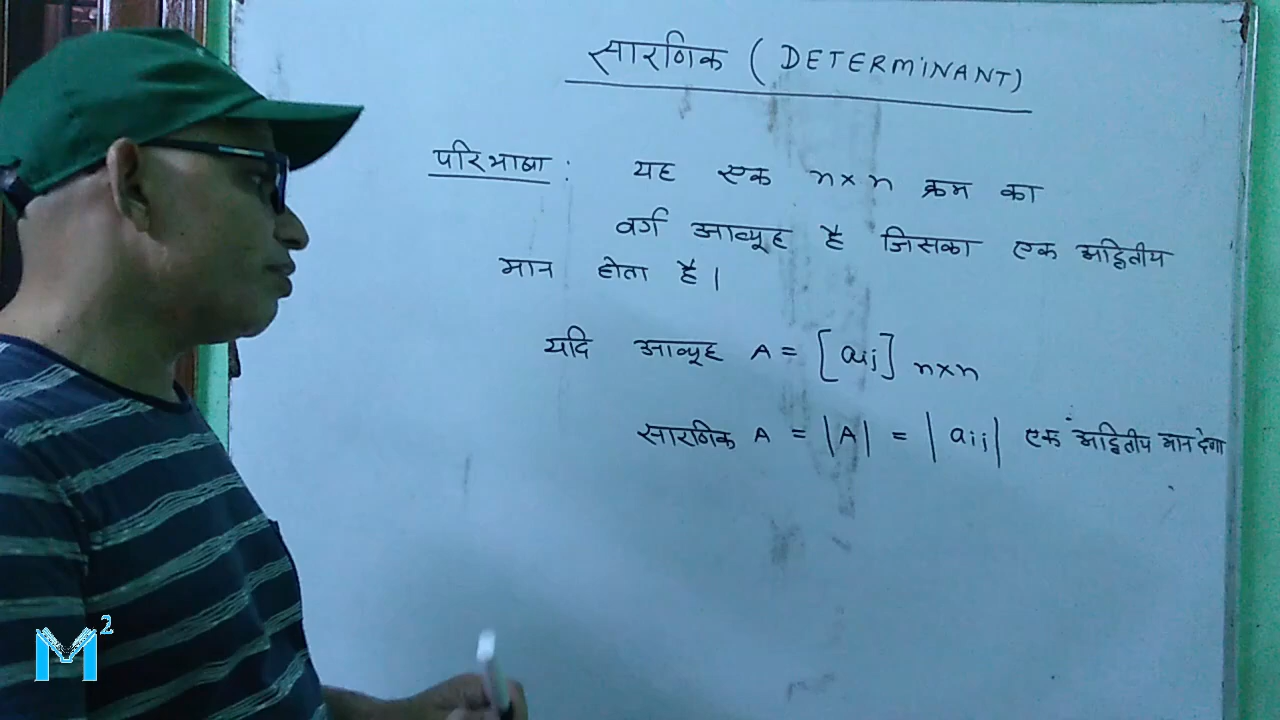 सारणिक (DETERMINANT)
परिभाषा : यह एक n×n क्रम का
वर्ग आव्यूह है जिसका एक अद्वितीय
मान होता है।
यदि आव्यूह A = [aij] n×n
सारणिक A = |A| = |aij| एक अद्वितीय मान देगा
M²